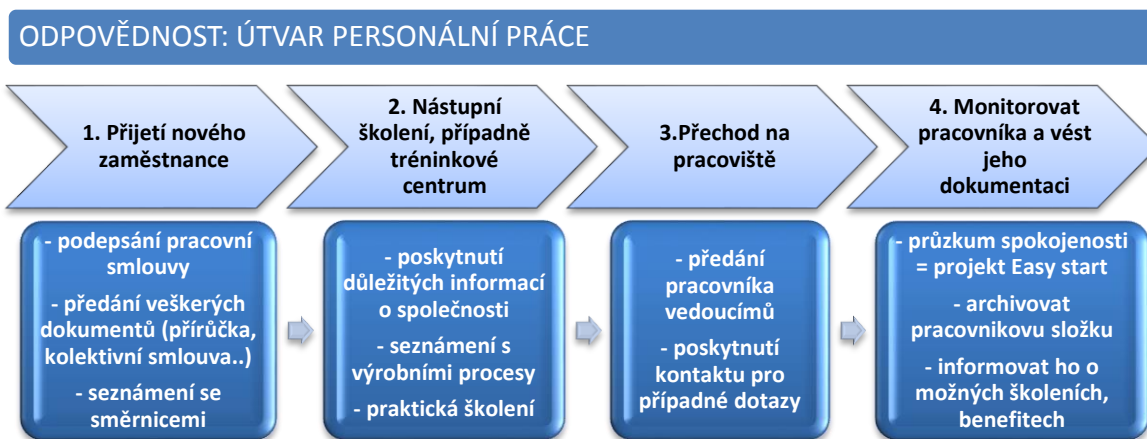 ODPOVĚDNOST: ÚTVAR PERSONÁLNÍ PRÁCE
1. Přijetí nového
zaměstnance
2. Nástupní
školení, případně
tréninkové
centrum
3.Přechod na
pracoviště
4. Monitorovat
pracovníka a vést
jeho
dokumentaci
- podepsání pracovní
smlouvy
- předání veškerých
dokumentů (přírůčka,
kolektivní smlouva..)
- seznámení se
směrnicemi
- poskytnutí
důležitých informací
o společnosti
- seznámení s
výrobními procesy
- praktická školení
- předání
pracovníka
vedoucímů
- poskytnutí
kontaktu pro
případné dotazy
- průzkum spokojenosti
= projekt Easy start
- archivovat
pracovnikovu složku
- informovat ho o
možných školeních,
benefitech